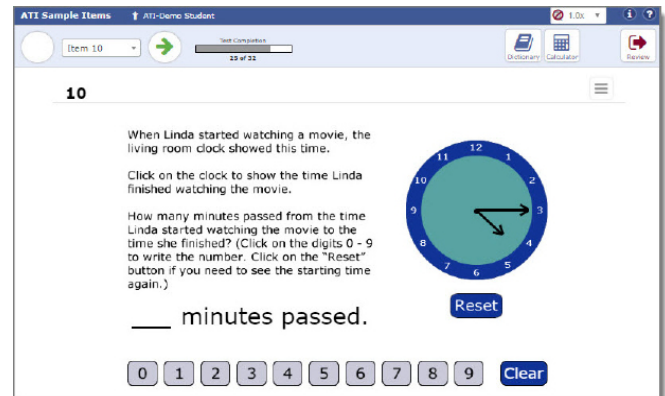 ATI Sample Items
ATI-Demo Student
1.0x
i
?
Item 10
Test Completion
23 of 32
Dictionary
Calculator
Review
10
When Linda started watching a movie, the
living room clock showed this time.
Click on the clock to show the time Linda
finished watching the movie.
How many minutes passed from the time
Linda started watching the movie to the
time she finished? (Click on the digits 0 - 9
to write the number. Click on the “Reset”
button if you need to see the starting time
again.)
___ minutes passed.
12
1
2
3
4
5
6
7
8
9
10
11
Reset
0 1 2 3 4 5 6 7 8 9 Clear